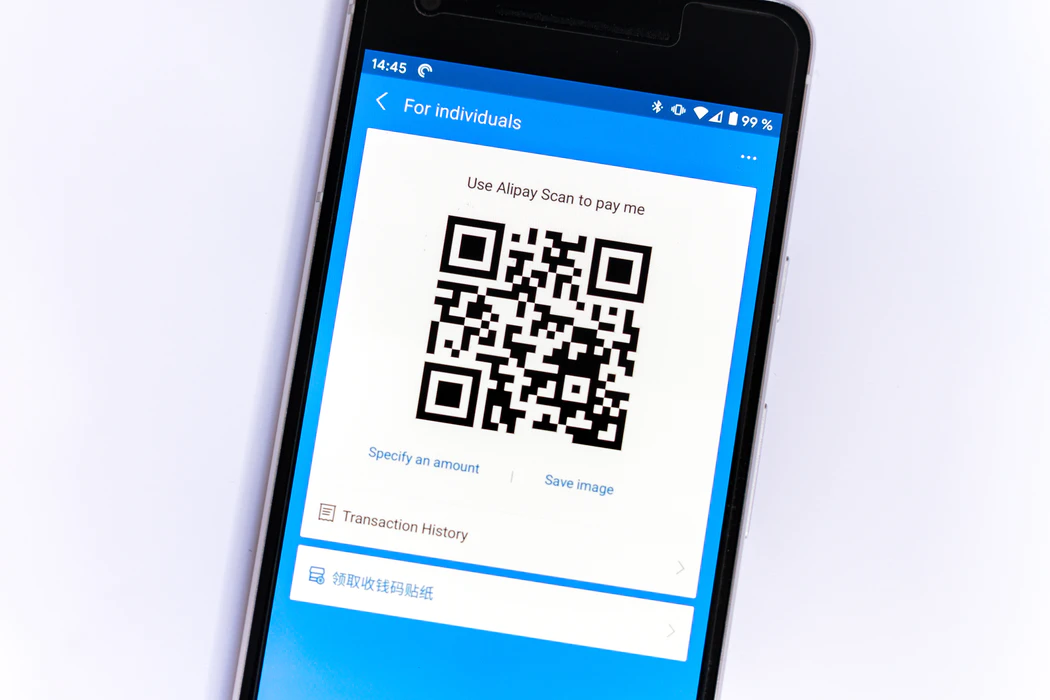 14:45 99 %
For individuals
Use Alipay Scan to pay me
Specify an amount | Save image
Transaction History
领取收钱码贴纸